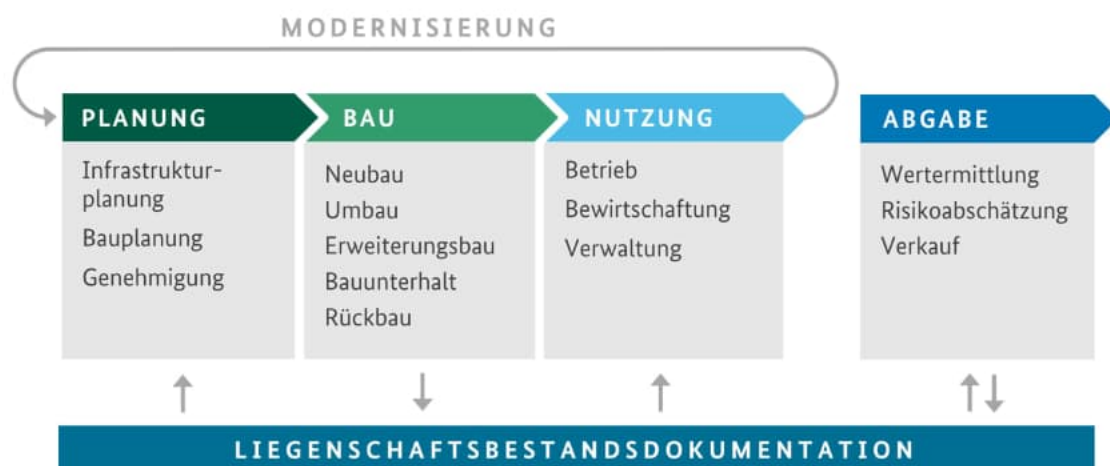 MODERNISIERUNG
PLANUNG
Infrastruktur-
planung
Bauplanung
Genehmigung
BAU
Neubau
Umbau
Erweiterungsbau
Bauunterhalt
Rückbau
NUTZUNG
Betrieb
Bewirtschaftung
Verwaltung
ABGABE
Wertermittlung
Risikoabschätzung
Verkauf
LIEGENSCHAFTSBESTANDSDOKUMENTATION